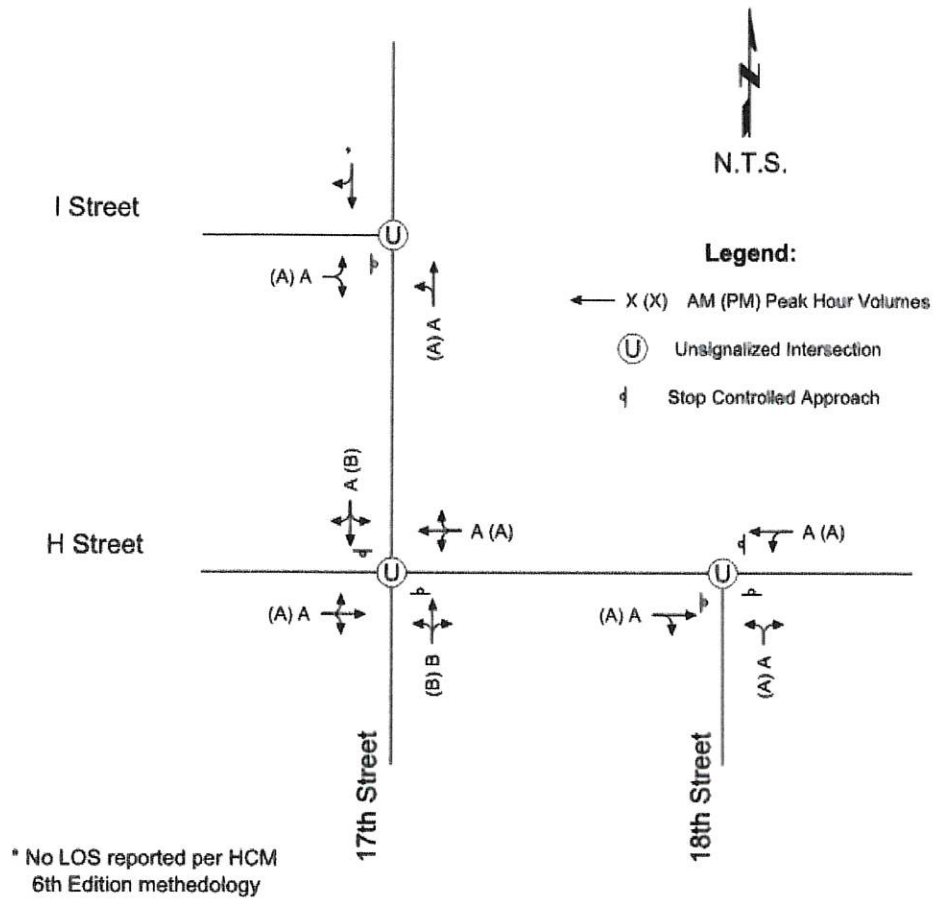 N
N.T.S.
I Street
*
U
(A) A
(A) A
Legend:
X (X) AM (PM) Peak Hour Volumes
U Unsignalized Intersection
Stop Controlled Approach
H Street
A (B)
A (A)
U
(A) A
(B) B
A (A)
U
(A) A
(A) A
17th Street
18th Street
* No LOS reported per HCM
6th Edition methedology